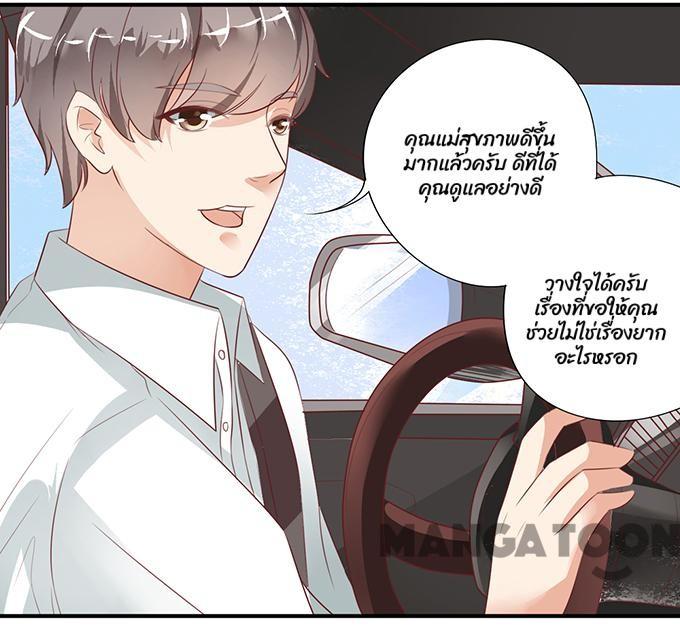 คุณแม่สุขภาพดีขึ้น
มากแล้วครับ ดีที่ได้
คุณดูแลอย่างดี
วางใจได้ครับ
เรื่องที่ขอให้คุณ
ช่วยไม่ใช่เรื่องยาก
อะไรหรอก
MANGA TOON